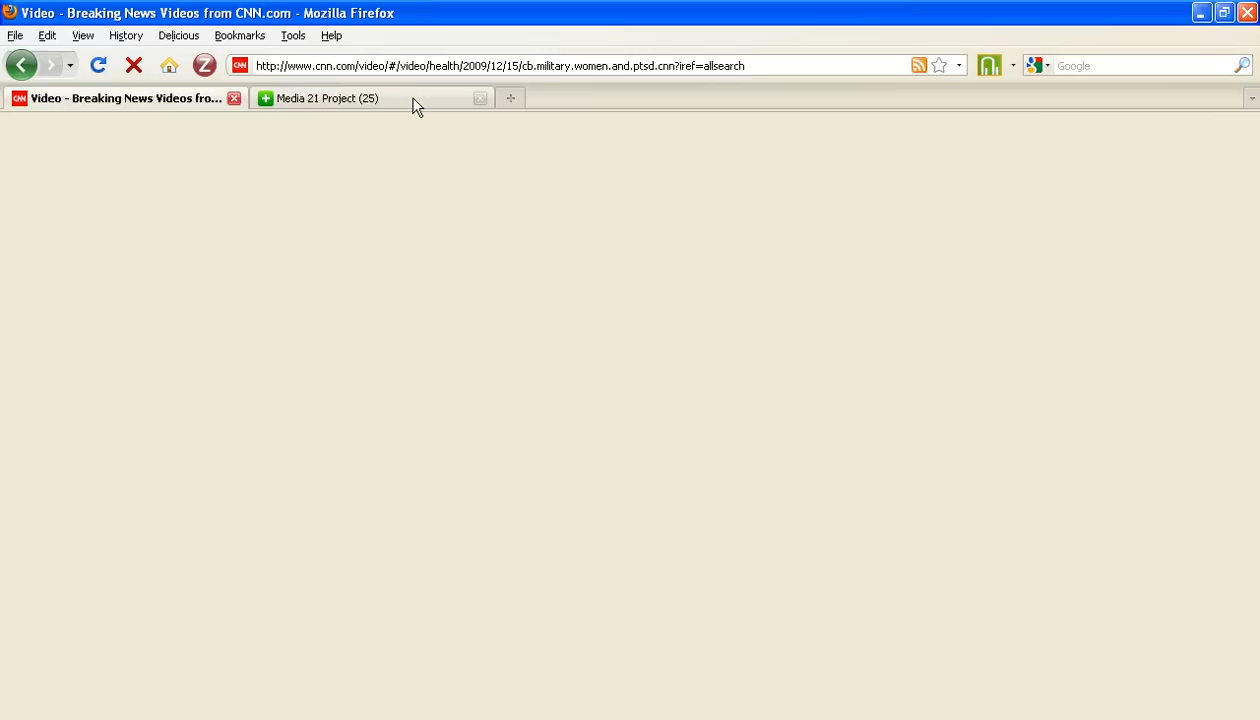 Video - Breaking News Videos from CNN.com - Mozilla Firefox
File Edit View History Delicious Bookmarks Tools Help
Z CNN http://www.cnn.com/video/#/video/health/2009/12/15/cb.military.women.and.ptsd.cnn?iref=allsearch Google
CNN Video - Breaking News Videos fro... Media 21 Project (25)